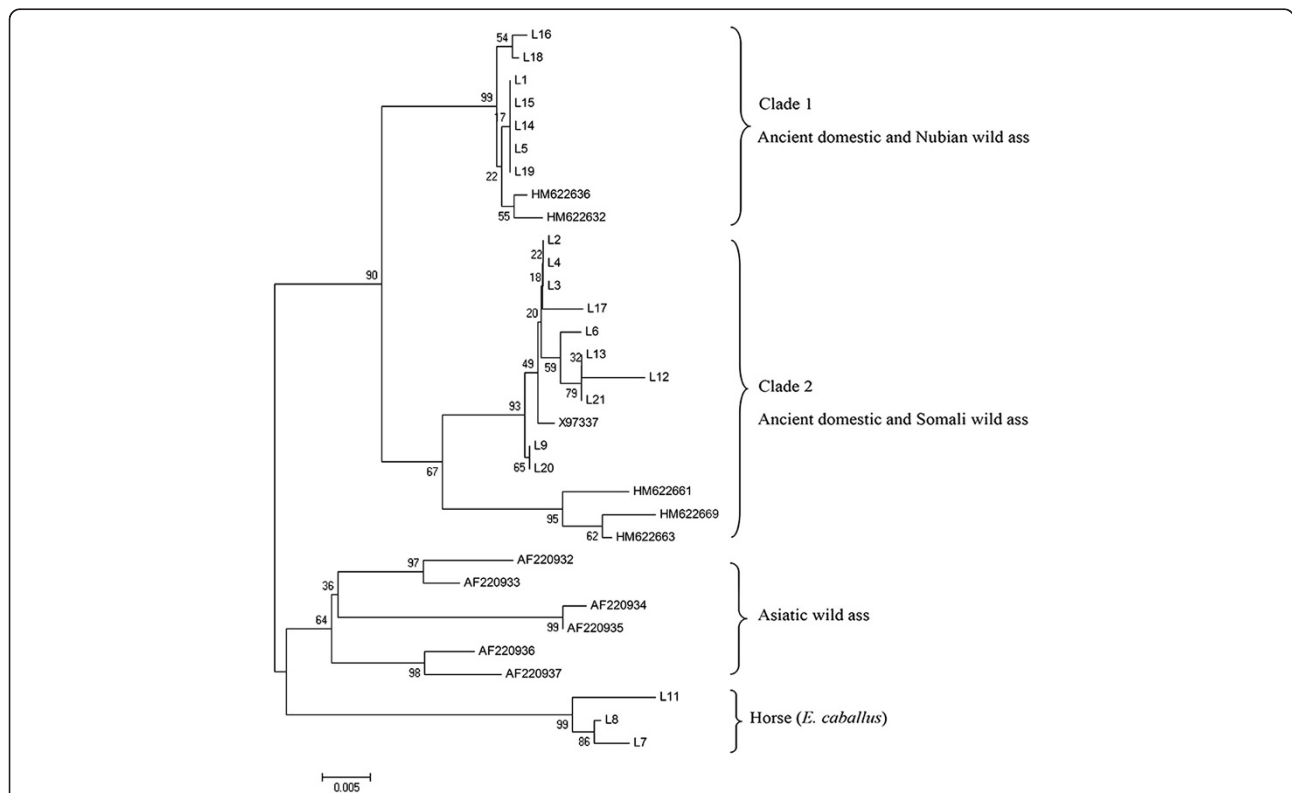 54
L16
L18
99
L1
L15
17
L14
L5
L19
22
HM622636
55
HM622632
Clade 1
Ancient domestic and Nubian wild ass
90
L2
22
L4
18
L3
L17
20
L6
32
L13
59
L12
49
79
L21
93
X97337
L9
65
L20
67
HM622661
95
HM622669
62
HM622663
Clade 2
Ancient domestic and Somali wild ass
97
AF220932
AF220933
36
AF220934
99
AF220935
64
AF220936
98
AF220937
Asiatic wild ass
L11
99
L8
86
L7
Horse (E. caballus)
0.005